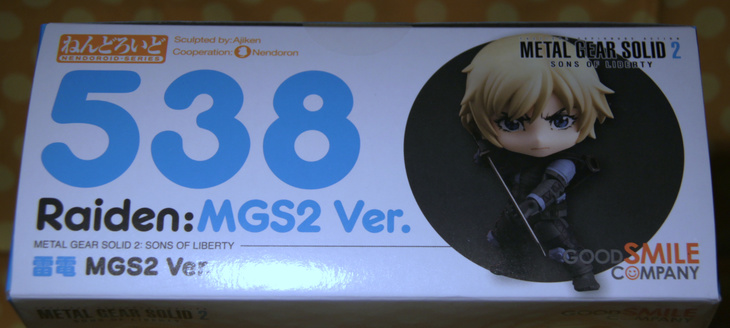 ねんどろいど
NENDOROID·SERIES
Sculpted by:Ajiken
Cooperation: Nendoron
538
Raiden:MGS2 Ver.
METAL GEAR SOLID 2: SONS OF LIBERTY
雷電 MGS2 Ver.
METAL GEAR SOLID 2
SONS OF LIBERTY
GOOD SMILE
COMPANY
METAL GEAR SOLID 2